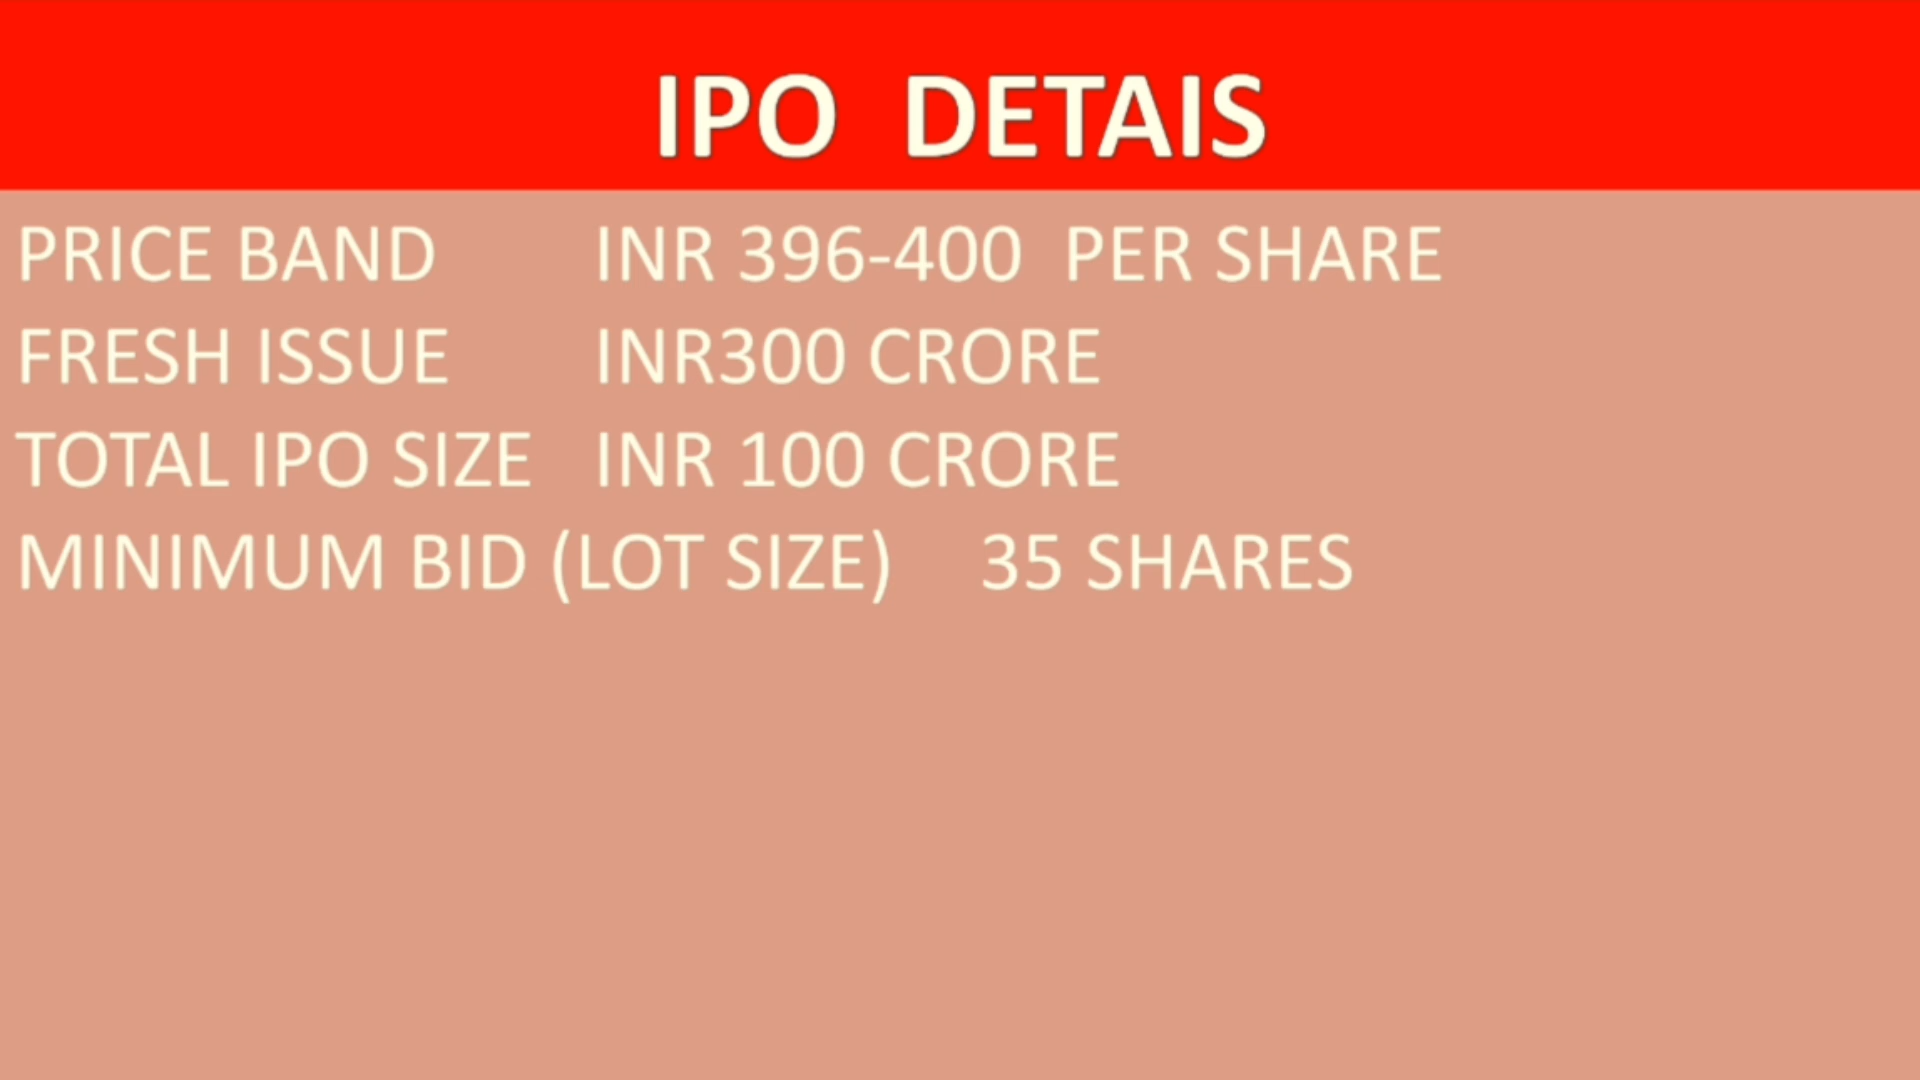 IPO DETAIS
PRICE BAND INR 396-400 PER SHARE
FRESH ISSUE INR300 CRORE
TOTAL IPO SIZE INR 100 CRORE
MINIMUM BID (LOT SIZE) 35 SHARES